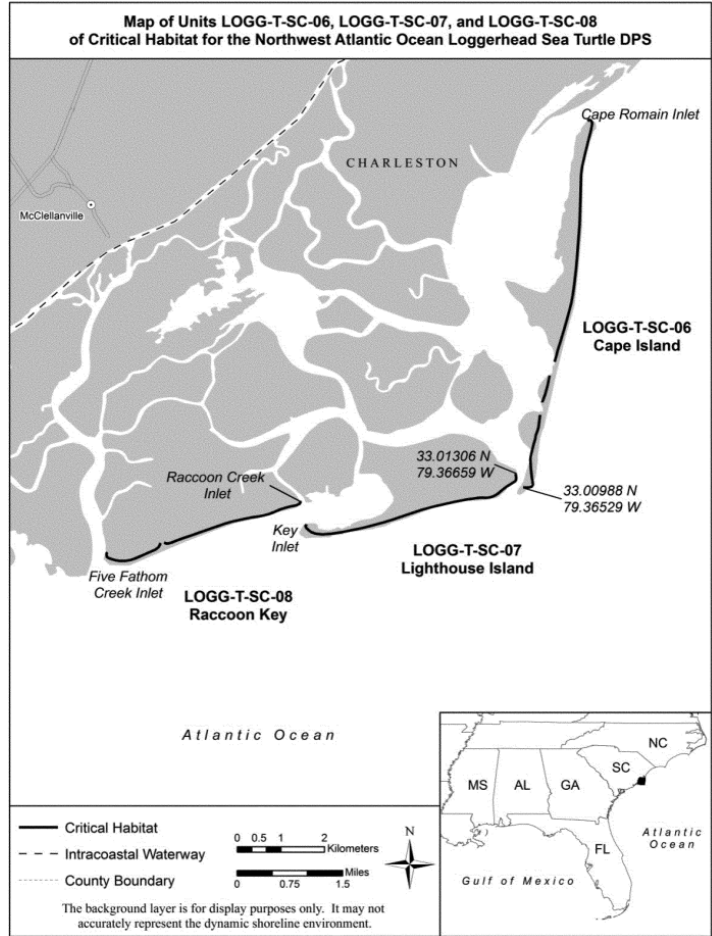 Map of Units LOGG-T-SC-06, LOGG-T-SC-07, and LOGG-T-SC-08
of Critical Habitat for the Northwest Atlantic Ocean Loggerhead Sea Turtle DPS
Cape Romain Inlet
CHARLESTON
McClellanville
LOGG-T-SC-06
Cape Island
33.01306 N
79.36659 W
Raccoon Creek
Inlet
33.00988 N
79.36529 W
Key
Inlet
LOGG-T-SC-07
Lighthouse Island
Five Fathom
Creek Inlet
LOGG-T-SC-08
Raccoon Key
Atlantic Ocean
NC
SC
MS
AL
GA
Atlantic
Ocean
FL
Gulf of Mexico
Critical Habitat
Intracoastal Waterway
County Boundary
0 0.5 1 2
Kilometers
Miles
0 0.75 1.5
N
The background layer is for display purposes only. It may not
accurately represent the dynamic shoreline environment.